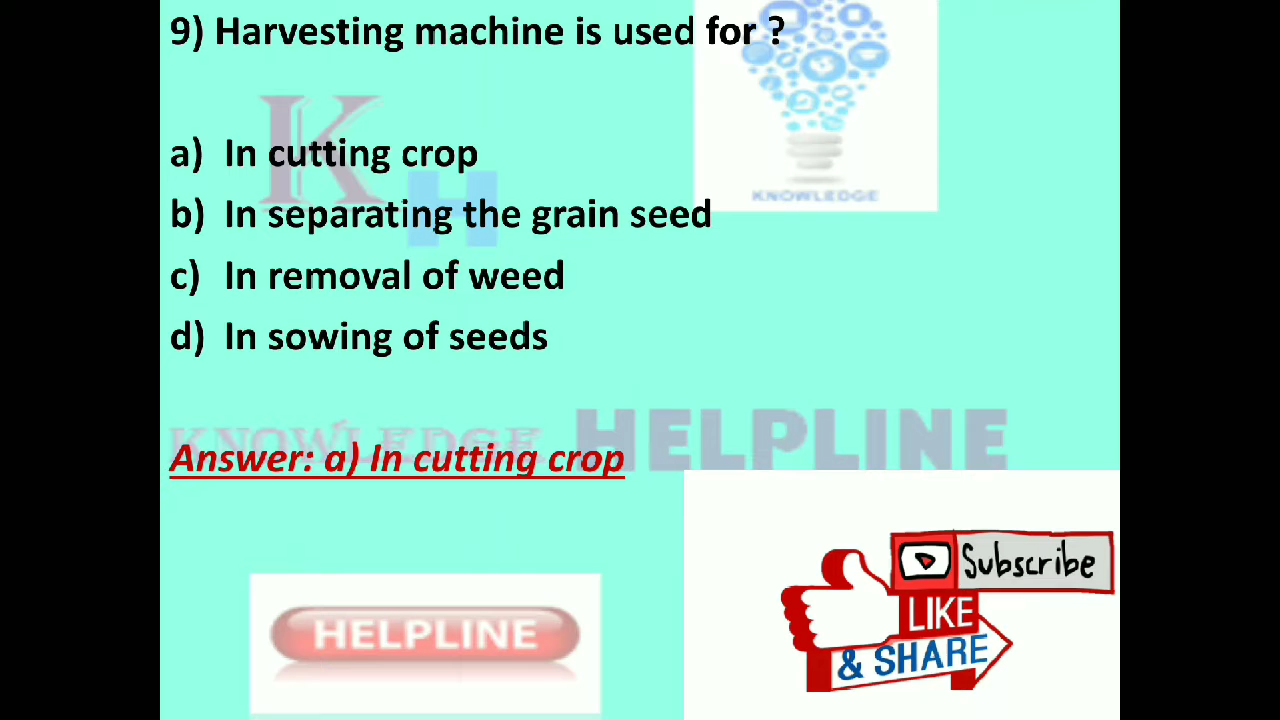 9) Harvesting machine is used for ?
K
H
KNOWLEDGE
a) In cutting crop
b) In separating the grain seed
c) In removal of weed
d) In sowing of seeds
KNOWLEDGE HELPLINE
Answer: a) In cutting crop
HELPLINE
Subscribe
LIKE
& SHARE